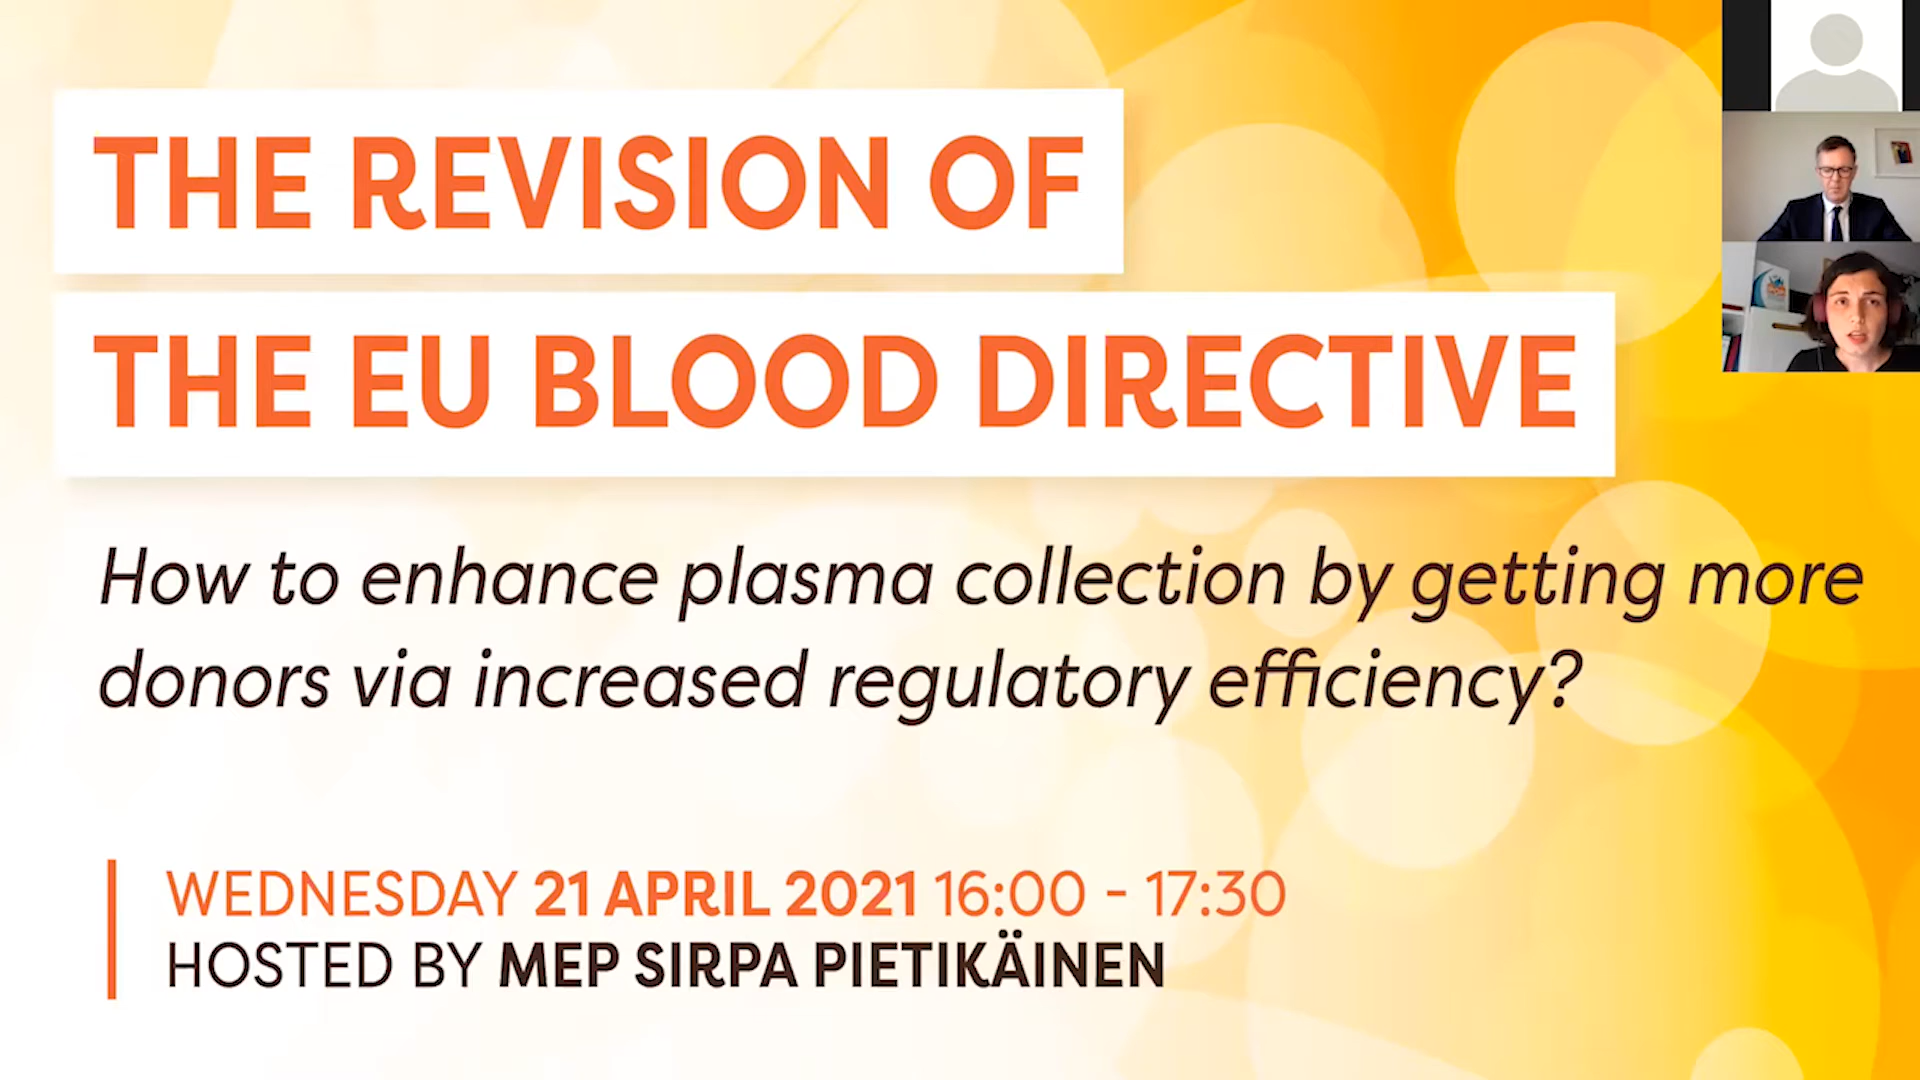 THE REVISION OF
THE EU BLOOD DIRECTIVE
How to enhance plasma collection by getting more
donors via increased regulatory efficiency?
WEDNESDAY 21 APRIL 2021 16:00 - 17:30
HOSTED BY MEP SIRPA PIETIKÄINEN